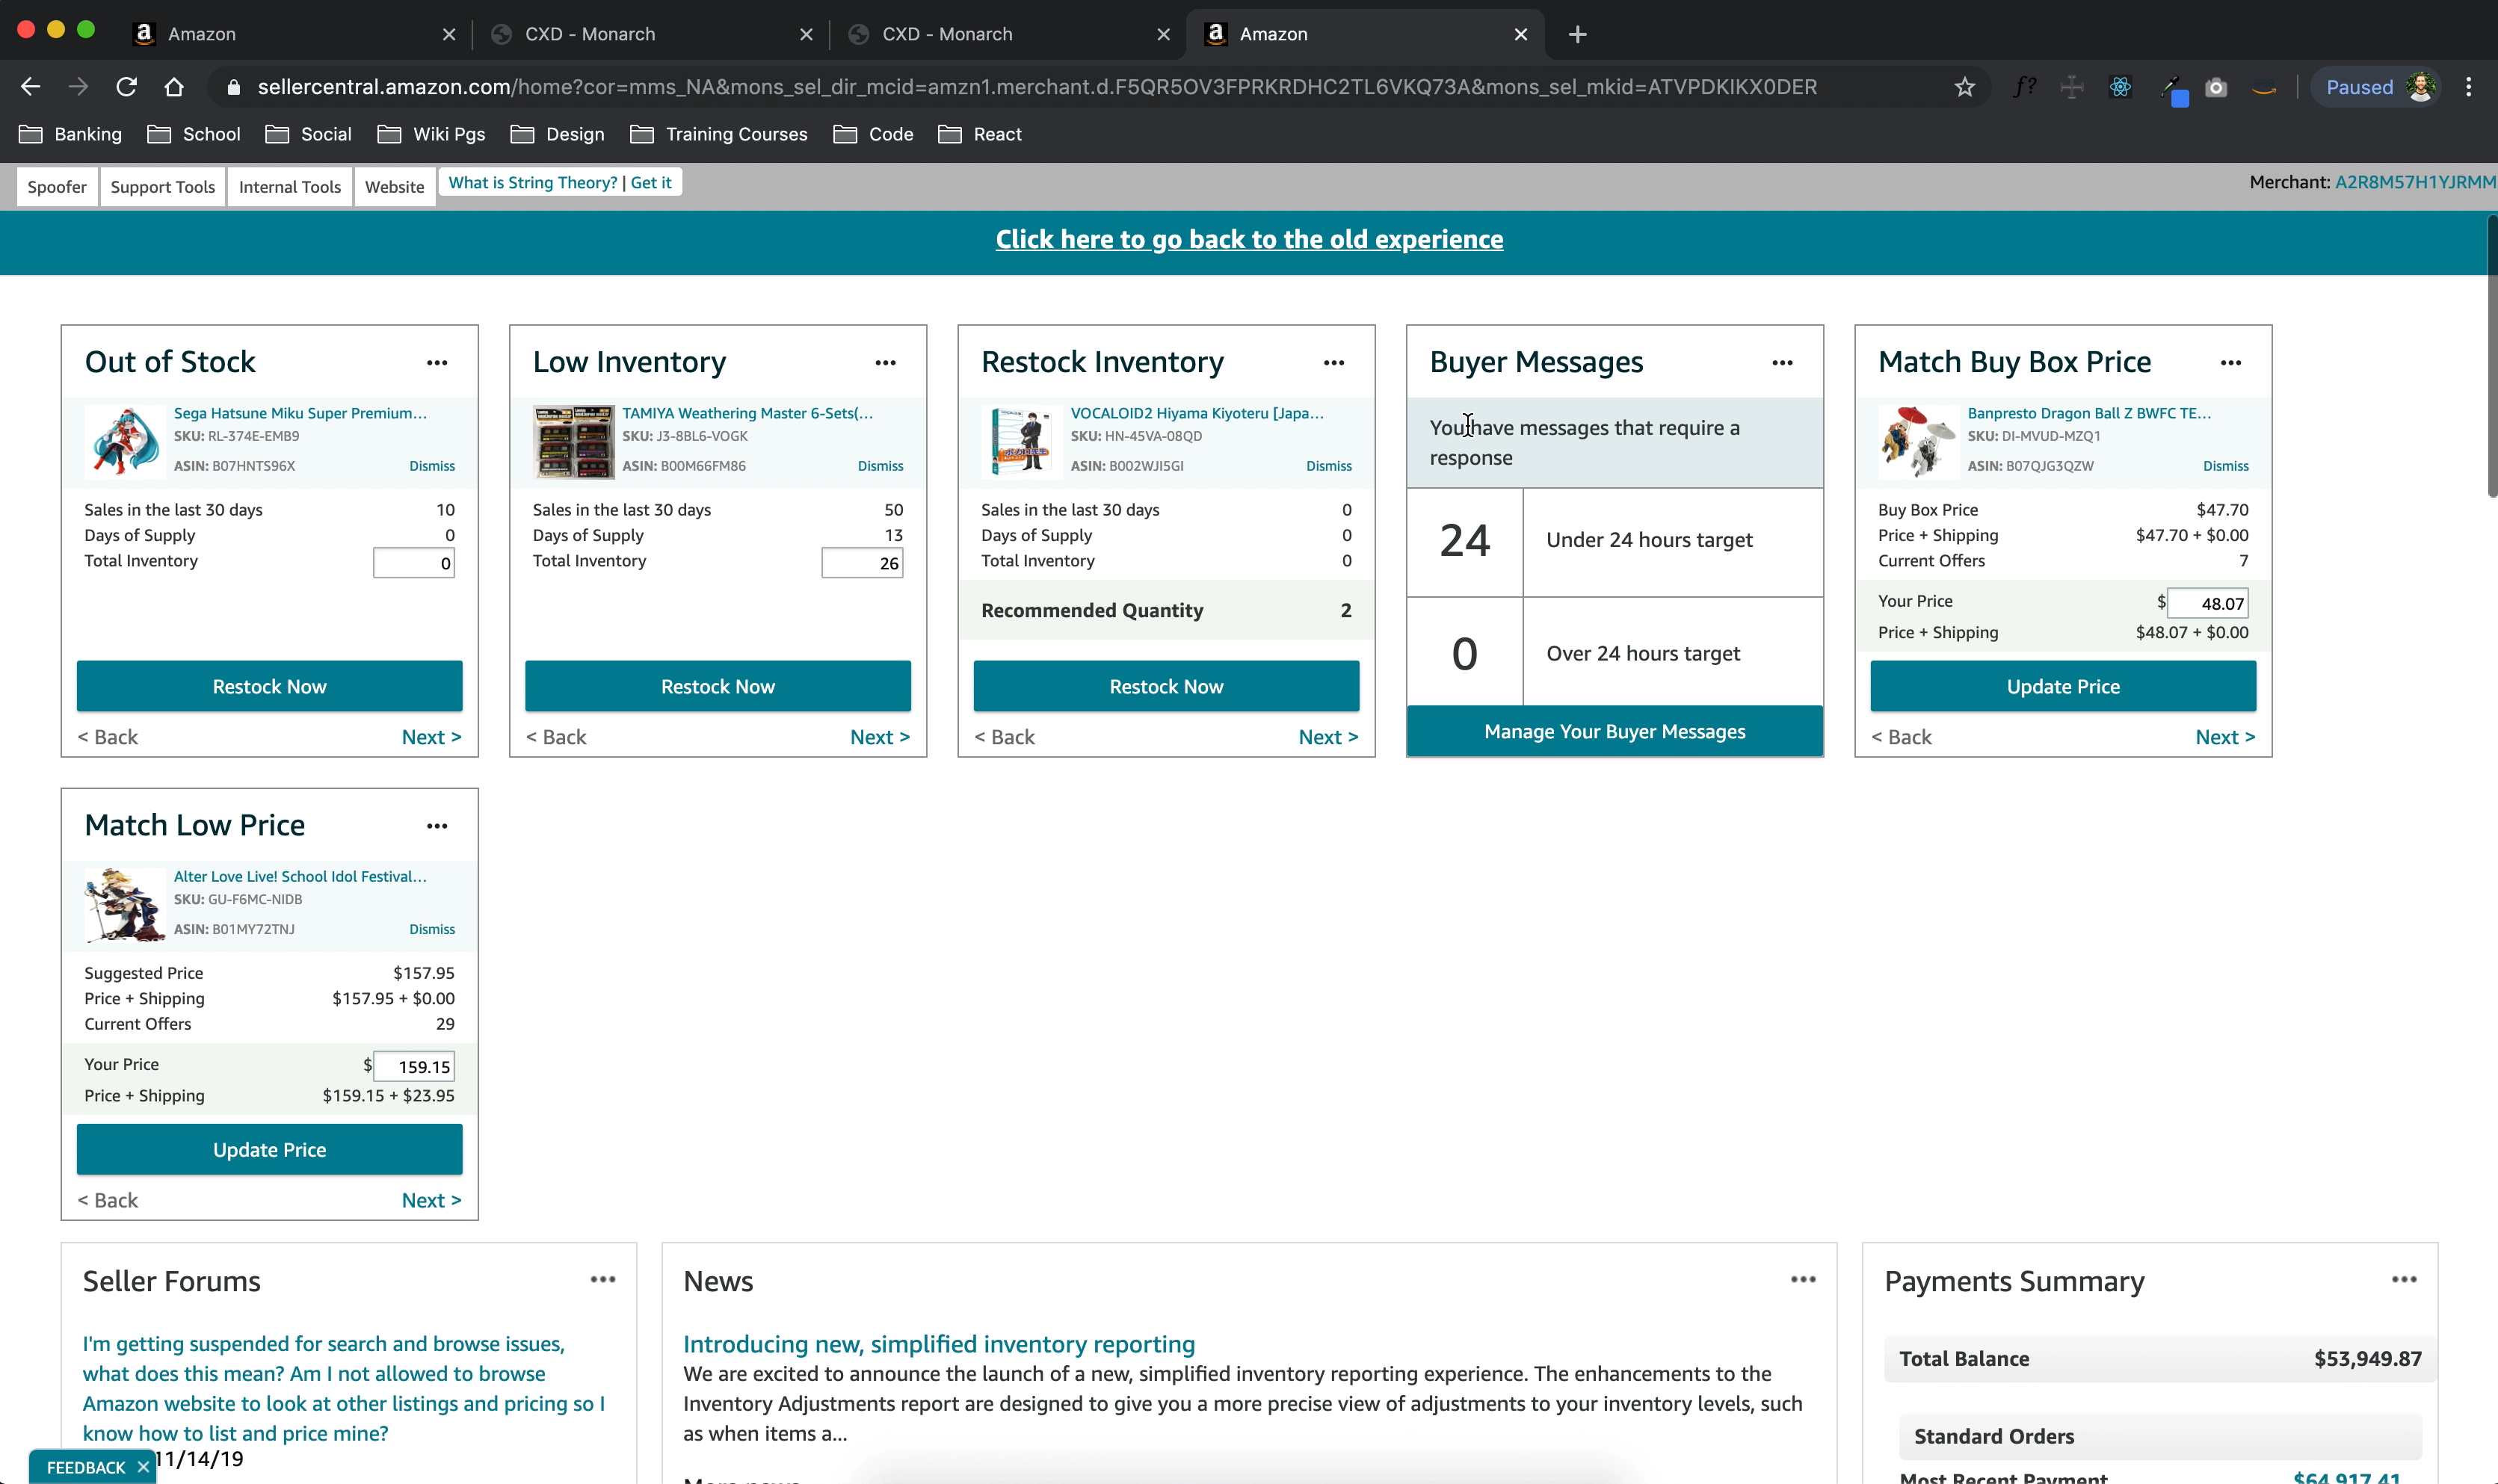 Amazon
CXD - Monarch
CXD - Monarch
Amazon
sellercentral.amazon.com/home?cor=mms_NA&mons_sel_dir_mcid=amzn1.merchant.d.F5QR5OV3FPRKRDHC2TL6VKQ73A&mons_sel_mkid=ATVPDKIKX0DER
f?
Paused
Banking School Social Wiki Pgs Design Training Courses Code React
Spoofer Support Tools Internal Tools Website What is String Theory? | Get it
Merchant: A2R8M57H1YJRMM
Click here to go back to the old experience
Out of Stock
Sega Hatsune Miku Super Premium...
SKU: RL-374E-EMB9
ASIN: B07HNTS96X Dismiss
Sales in the last 30 days 10
Days of Supply 0
Total Inventory 0
Restock Now
< Back Next >
Low Inventory
TAMIYA Weathering Master 6-Sets(...
SKU: J3-8BL6-VOGK
ASIN: B00M66FM86 Dismiss
Sales in the last 30 days 50
Days of Supply 13
Total Inventory 26
Restock Now
< Back Next >
Restock Inventory
VOCALOID2 Hiyama Kiyoteru [Japa...
SKU: HN-45VA-08QD
ASIN: B002WJI5GI Dismiss
Sales in the last 30 days 0
Days of Supply 0
Total Inventory 0
Recommended Quantity 2
Restock Now
< Back Next >
Buyer Messages
You have messages that require a
response
24 Under 24 hours target
0 Over 24 hours target
Manage Your Buyer Messages
Match Buy Box Price
Banpresto Dragon Ball Z BWFC TE...
SKU: DI-MVUD-MZQ1
ASIN: B07QJG3QZW Dismiss
Buy Box Price $47.70
Price + Shipping $47.70 + $0.00
Current Offers 7
Your Price $ 48.07
Price + Shipping $48.07 + $0.00
Update Price
< Back Next >
Match Low Price
Alter Love Live! School Idol Festival...
SKU: GU-F6MC-NIDB
ASIN: B01MY72TNJ Dismiss
Suggested Price $157.95
Price + Shipping $157.95 + $0.00
Current Offers 29
Your Price $ 159.15
Price + Shipping $159.15 + $23.95
Update Price
< Back Next >
Seller Forums
I'm getting suspended for search and browse issues,
what does this mean? Am I not allowed to browse
Amazon website to look at other listings and pricing so I
know how to list and price mine?
11/14/19
FEEDBACK
News
Introducing new, simplified inventory reporting
We are excited to announce the launch of a new, simplified inventory reporting experience. The enhancements to the
Inventory Adjustments report are designed to give you a more precise view of adjustments to your inventory levels, such
as when items a...
More news
Payments Summary
Total Balance $53,949.87
Standard Orders
Most Recent Payment $64,917.41